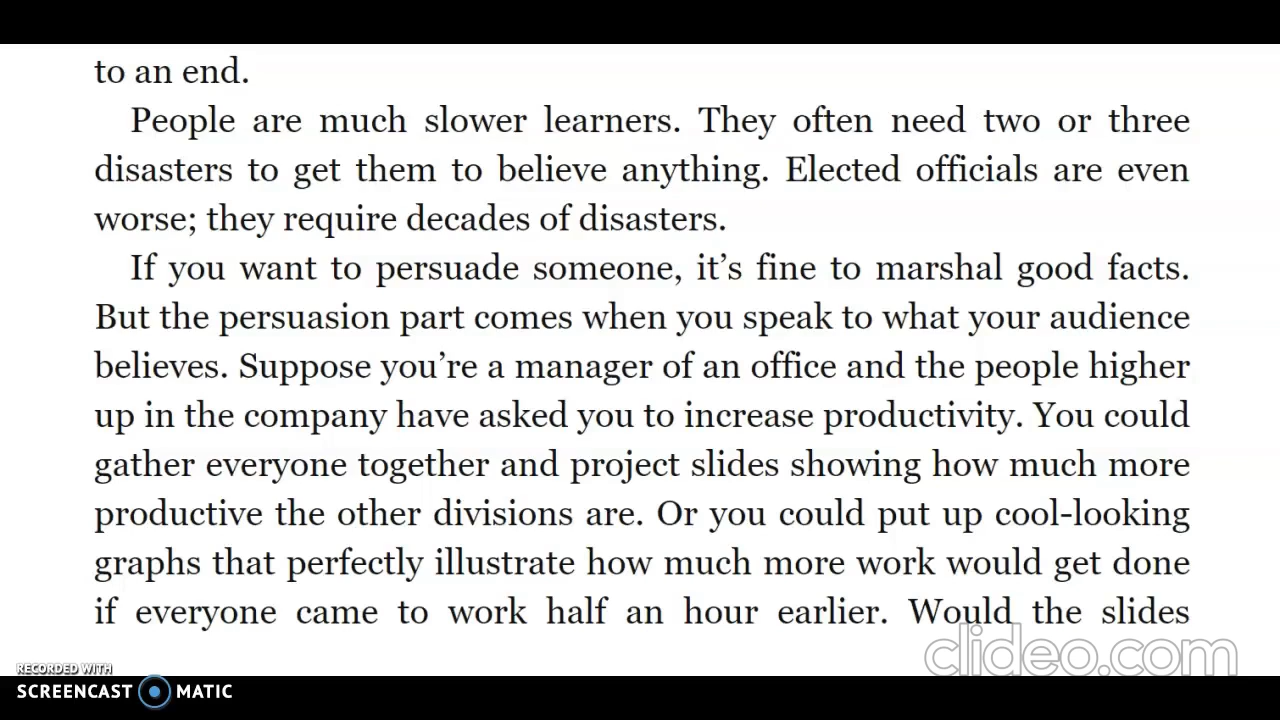 to an end.
People are much slower learners. They often need two or three
disasters to get them to believe anything. Elected officials are even
worse; they require decades of disasters.
If you want to persuade someone, it’s fine to marshal good facts.
But the persuasion part comes when you speak to what your audience
believes. Suppose you’re a manager of an office and the people higher
up in the company have asked you to increase productivity. You could
gather everyone together and project slides showing how much more
productive the other divisions are. Or you could put up cool-looking
graphs that perfectly illustrate how much more work would get done
if everyone came to work half an hour earlier. Would the slides
clideo.com
RECORDED WITH
SCREENCAST MATIC